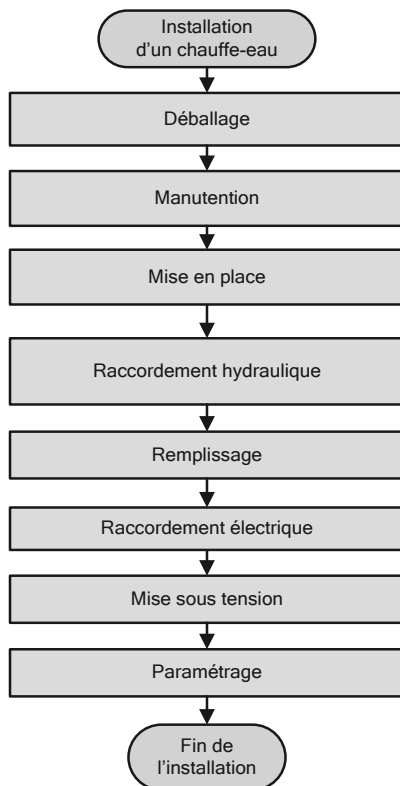 Installation
d'un chauffe-eau
Déballage
Manutention
Mise en place
Raccordement hydraulique
Remplissage
Raccordement électrique
Mise sous tension
Paramétrage
Fin de
l'installation